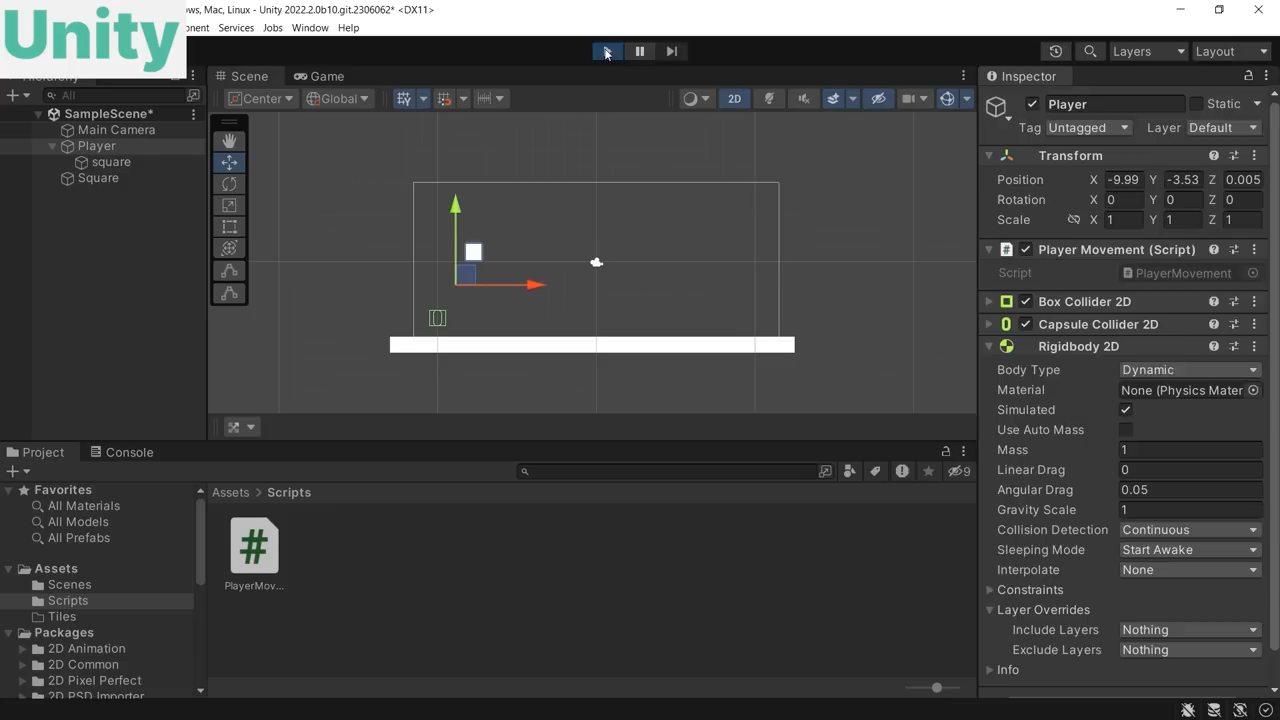 Unity
ows, Mac, Linux - Unity 2022.2.0b10.git.2306062* <DX11>
onent Services Jobs Window Help
Layers Layout
Hierarchy
All
SampleScene*
Main Camera
Player
square
Square
Scene Game
Center Global 2D
Inspector
Player Static
Tag Untagged Layer Default
Transform
Position X -9.99 Y -3.53 Z 0.005
Rotation X 0 Y 0 Z 0
Scale X 1 Y 1 Z 1
# Player Movement (Script)
Script PlayerMovement
Box Collider 2D
Capsule Collider 2D
Rigidbody 2D
Body Type Dynamic
Material None (Physics Mater
Simulated
Use Auto Mass
Mass 1
Linear Drag 0
Angular Drag 0.05
Gravity Scale 1
Collision Detection Continuous
Sleeping Mode Start Awake
Interpolate None
Constraints
Layer Overrides
Include Layers Nothing
Exclude Layers Nothing
Info
Project Console
9
Favorites
All Materials
All Models
All Prefabs
Assets
Scenes
Scripts
Tiles
Packages
2D Animation
2D Common
2D Pixel Perfect
2D PSD Importer
Assets > Scripts
#
PlayerMov...